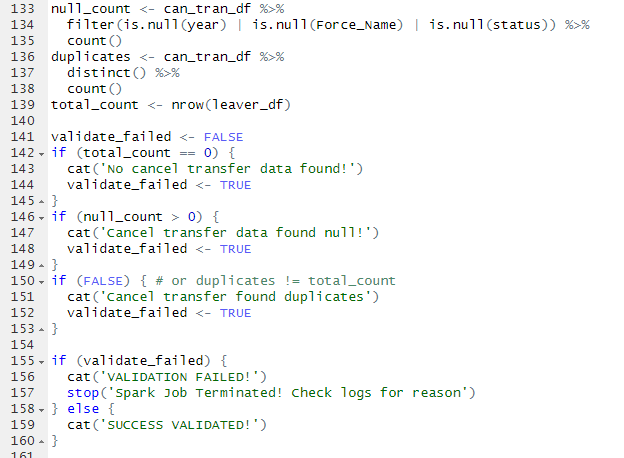 133 null_count <- can_tran_df %>%
134   filter(is.null(year) | is.null(Force_Name) | is.null(status)) %>%
135   count()
136 duplicates <- can_tran_df %>%
137   distinct() %>%
138   count()
139 total_count <- nrow(leaver_df)
140
141 validate_failed <- FALSE
142 if (total_count == 0) {
143   cat('No cancel transfer data found!')
144   validate_failed <- TRUE
145 }
146 if (null_count > 0) {
147   cat('Cancel transfer data found null!')
148   validate_failed <- TRUE
149 }
150 if (FALSE) { # or duplicates != total_count
151   cat('Cancel transfer found duplicates')
152   validate_failed <- TRUE
153 }
154
155 if (validate_failed) {
156   cat('VALIDATION FAILED!')
157   stop('Spark Job Terminated! Check logs for reason')
158 } else {
159   cat('SUCCESS VALIDATED!')
160 }
161